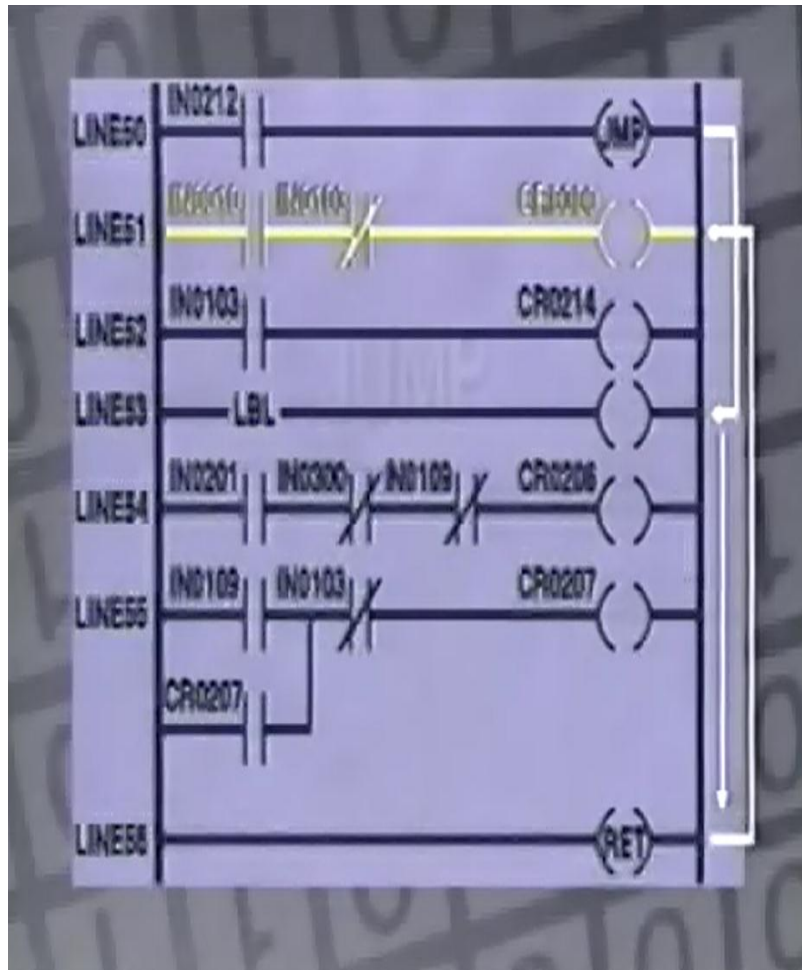 IN0212
LINE50 JMP
LINE51
IN0103 CR0214
LINE52
JUMP
LINE53 LBL
IN0201 IN0300 IN0109 CR0206
LINE54
IN0109 IN0103 CR0207
LINE55
CR0207
LINE56 RET